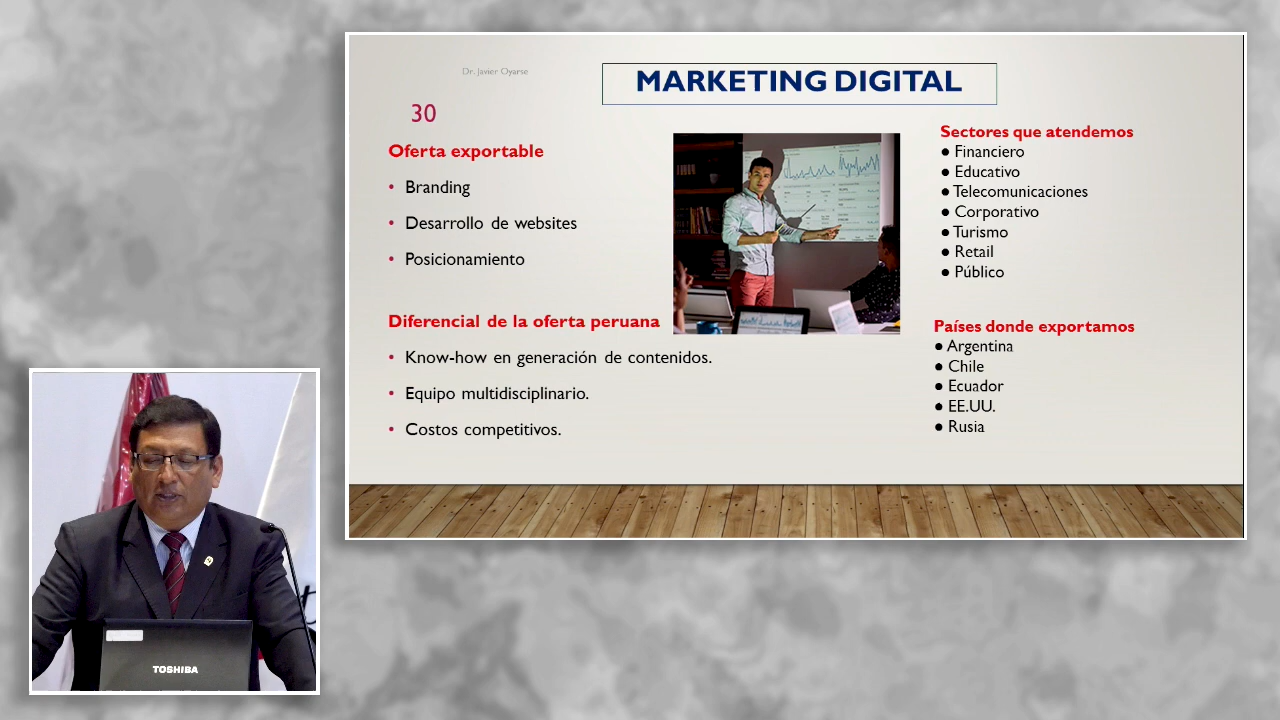 Dr. Javier Oyarse
MARKETING DIGITAL
30
Oferta exportable
• Branding
• Desarrollo de websites
• Posicionamiento
Diferencial de la oferta peruana
• Know-how en generación de contenidos.
• Equipo multidisciplinario.
• Costos competitivos.
Sectores que atendemos
● Financiero
● Educativo
● Telecomunicaciones
● Corporativo
● Turismo
● Retail
● Público
Países donde exportamos
● Argentina
● Chile
● Ecuador
● EE.UU.
● Rusia
TOSHIBA